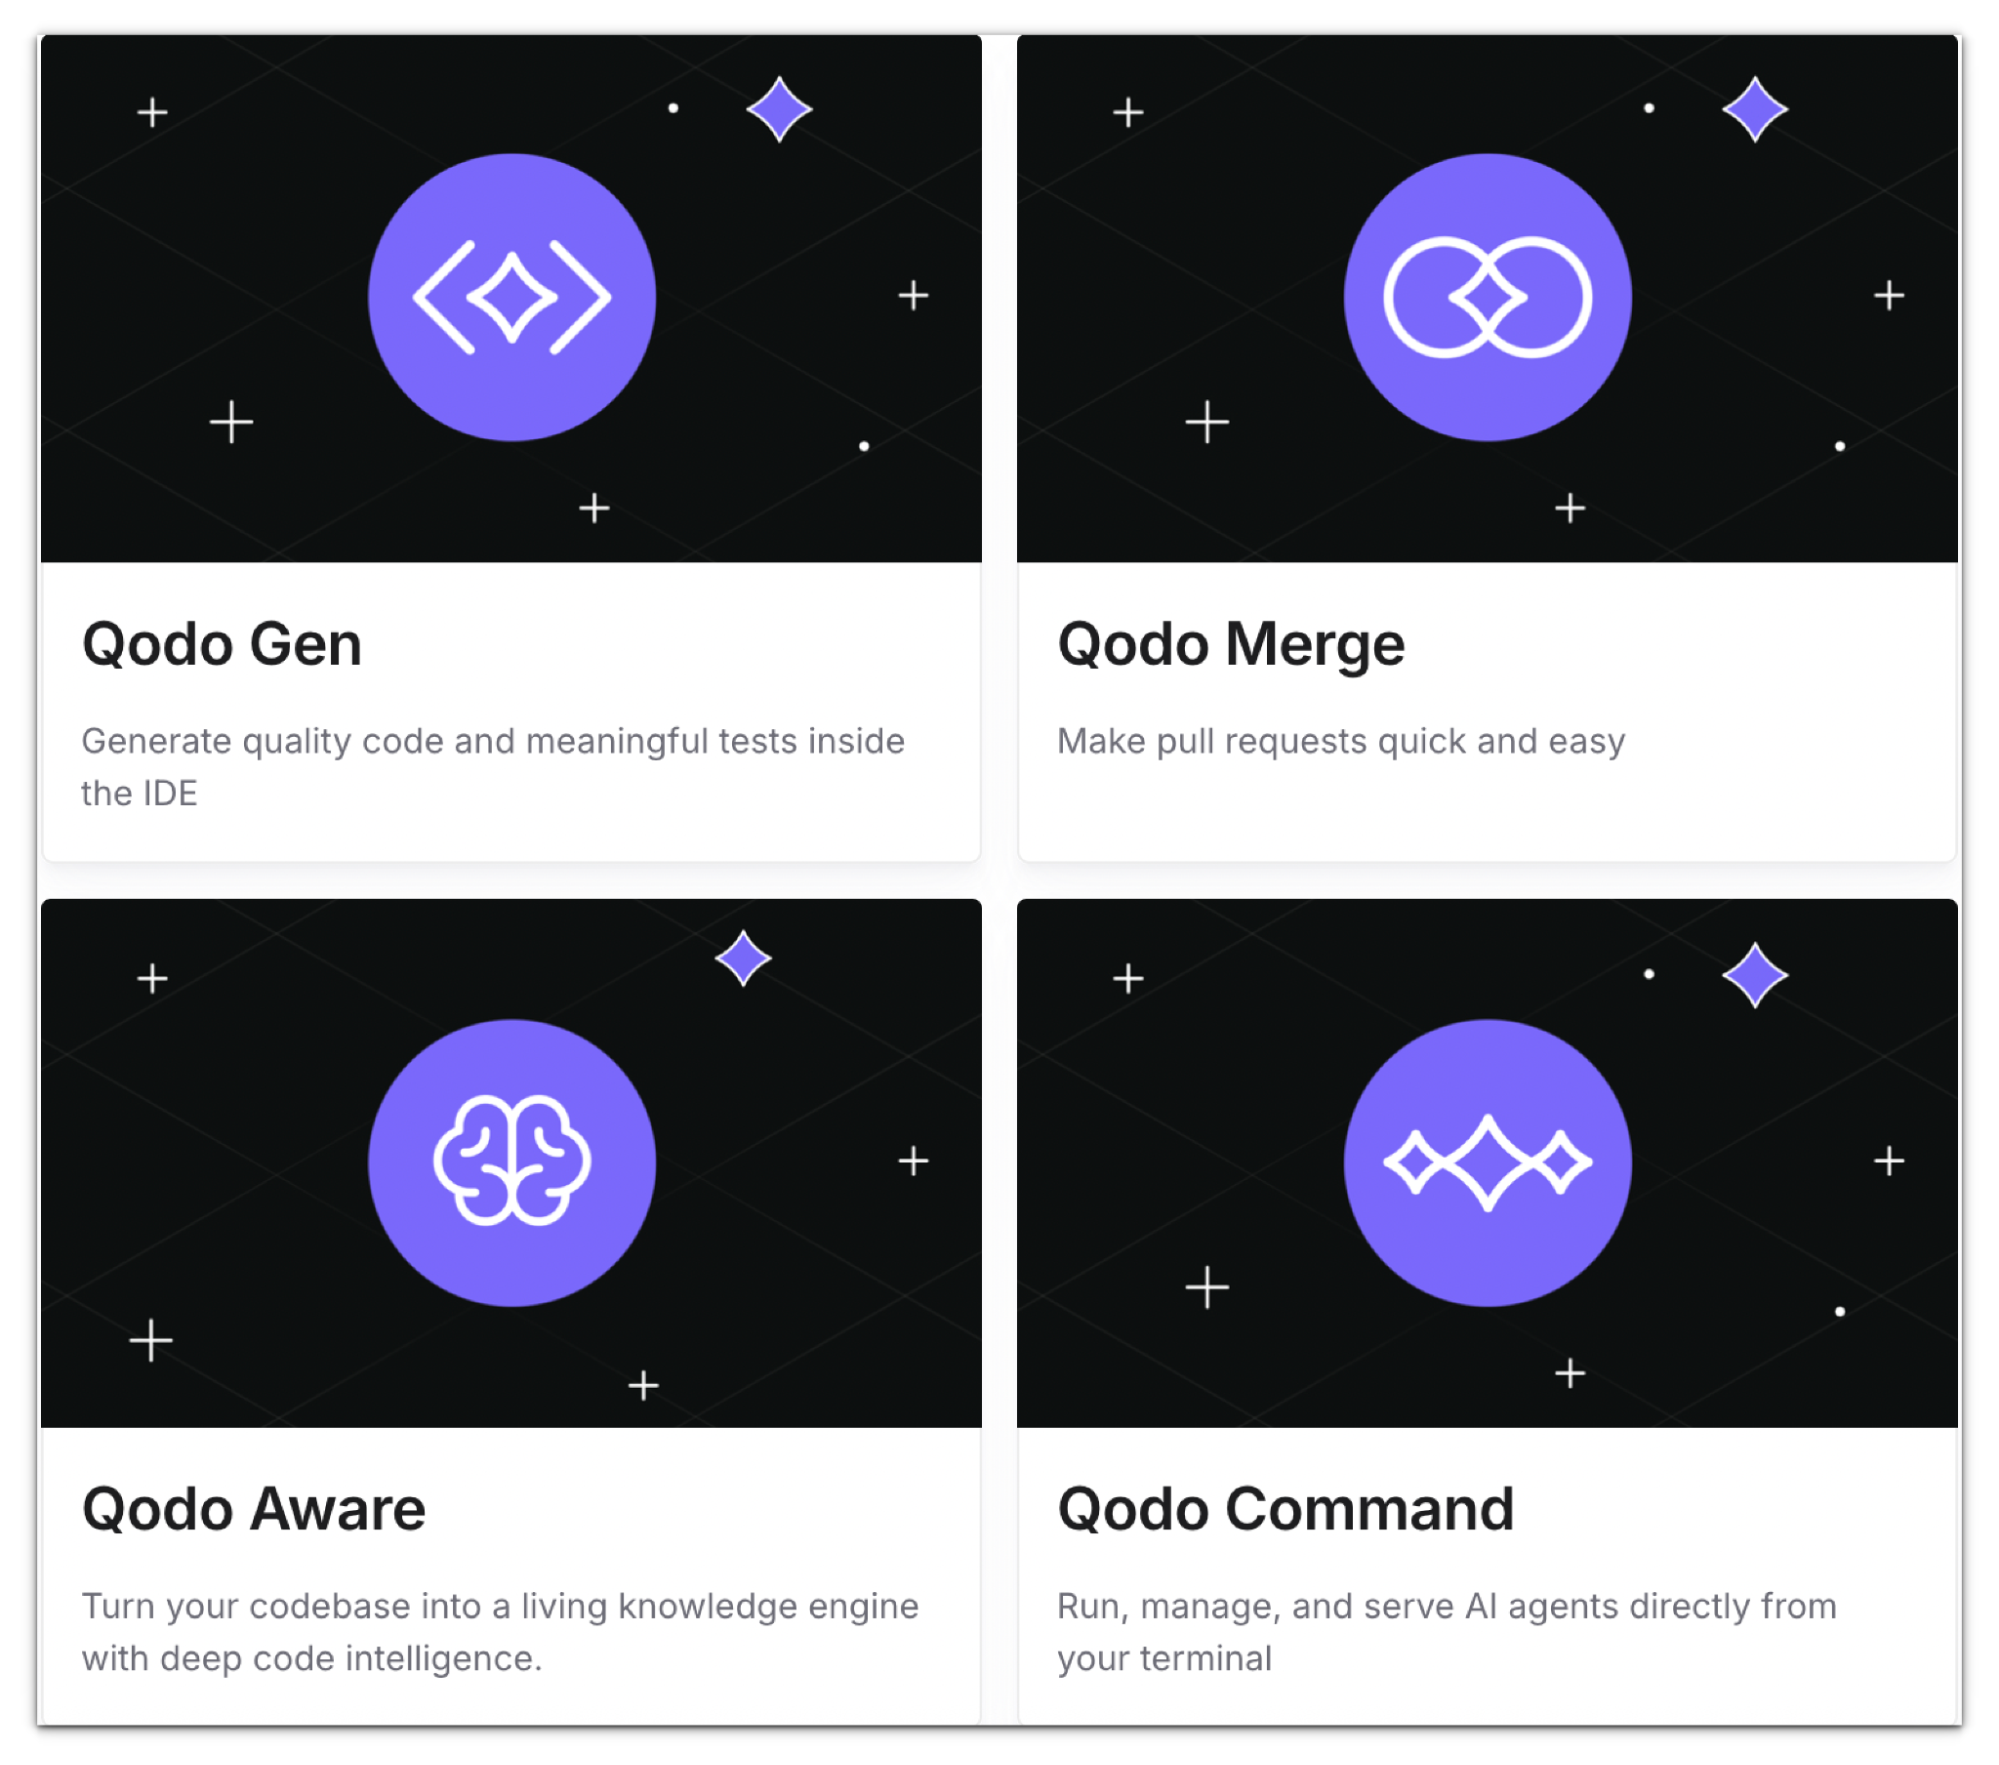 Qodo Gen
Generate quality code and meaningful tests inside
the IDE
Qodo Merge
Make pull requests quick and easy
Qodo Aware
Turn your codebase into a living knowledge engine
with deep code intelligence.
Qodo Command
Run, manage, and serve AI agents directly from
your terminal